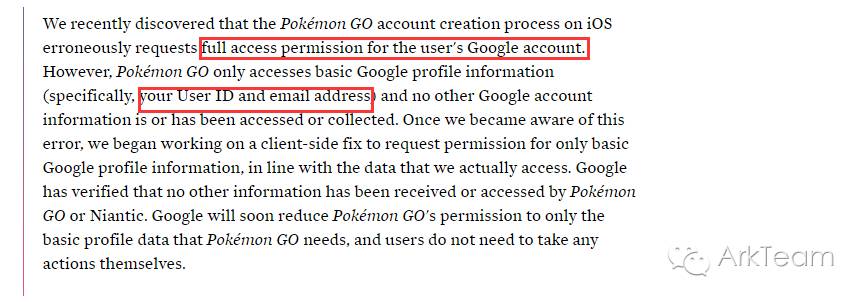 We recently discovered that the Pokémon GO account creation process on iOS
erroneously requests full access permission for the user's Google account.
However, Pokémon GO only accesses basic Google profile information
(specifically, your User ID and email address) and no other Google account
information is or has been accessed or collected. Once we became aware of this
error, we began working on a client-side fix to request permission for only basic
Google profile information, in line with the data that we actually access. Google
has verified that no other information has been received or accessed by Pokémon
GO or Niantic. Google will soon reduce Pokémon GO's permission to only the
basic profile data that Pokémon GO needs, and users do not need to take any
actions themselves.
ArkTeam